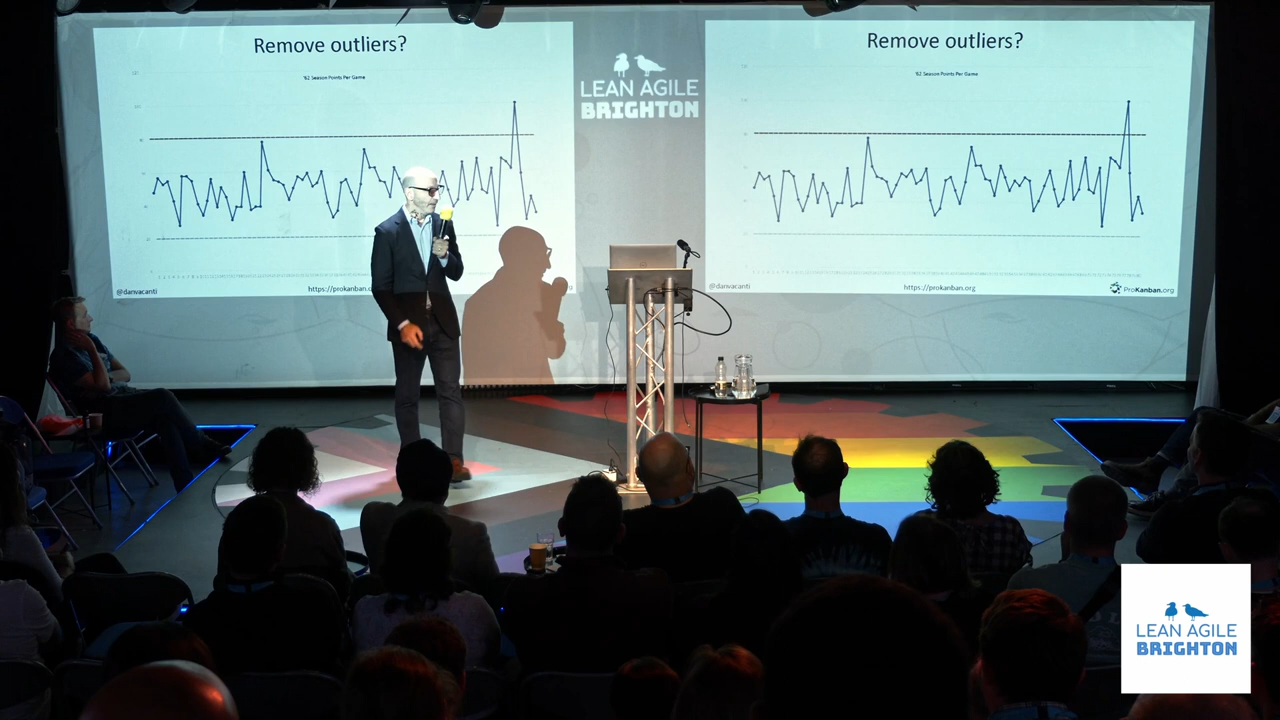 Remove outliers?
'62 Season Points Per Game
@danvacanti
https://prokanban.o
LEAN AGILE
BRIGHTON
Remove outliers?
'62 Season Points Per Game
@danvacanti
https://prokanban.org
ProKanban.org
LEAN AGILE
BRIGHTON